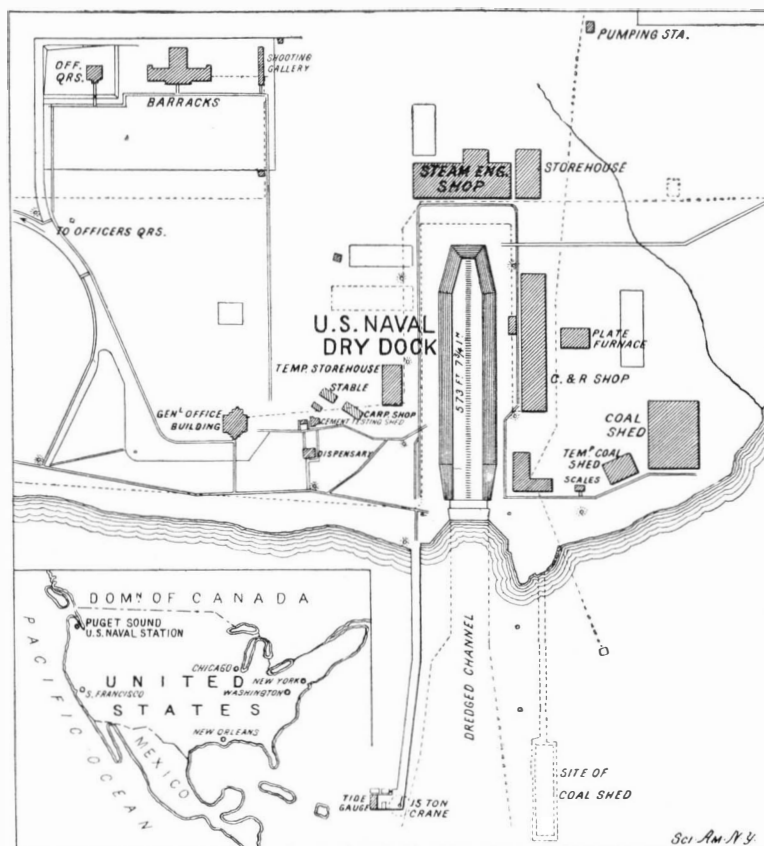 PUMPING STA.
OFF.
QRS.
SHOOTING
GALLERY
BARRACKS
STEAM ENG.
SHOP
STOREHOUSE
TO OFFICERS QRS.
U.S. NAVAL
DRY DOCK
573 FT 7¾ IN
PLATE
FURNACE
TEMP. STOREHOUSE
STABLE
C. & R SHOP
GENL OFFICE
BUILDING
CARP. SHOP
CEMENT TESTING SHED
COAL
SHED
DISPENSARY
TEMP COAL
SHED
SCALES
DOMN OF CANADA
PUGET SOUND
U.S. NAVAL STATION
CHICAGO
UNITED
NEW YORK
WASHINGTON
S. FRANCISCO
STATES
NEW ORLEANS
MEXICO
PACIFIC OCEAN
DREDGED CHANNEL
TIDE
GAUGE
15 TON
CRANE
SITE OF
COAL SHED
SCI. AM. N.Y.